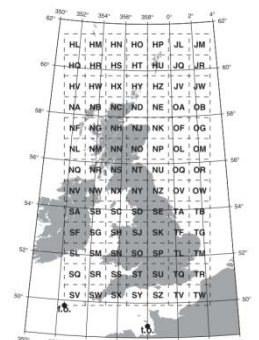 350° 352° 354° 356° 358° 0° 2° 4°
62° 62°
HL HM HN HO HP JL JM
60° HQ HR HS HT HU JQ JR 60°
HV HW HX HY HZ JV JW
58° NA NB NC ND NE OA OB 58°
NF NG NH NJ NK OF OG
56° NL NM NN NO NP OL OM 56°
NQ NR NS NT NU OQ OR
NV NW NX NY NZ OV OW
54° SA SB SC SD SE TA TB 54°
SF SG SH SJ SK TF TG
52° SL SM SN SO SP TL TM 52°
SQ SR SS ST SU TQ TR
50° SV SW SX SY SZ TV TW
f.o. 50°
t.o.
350°